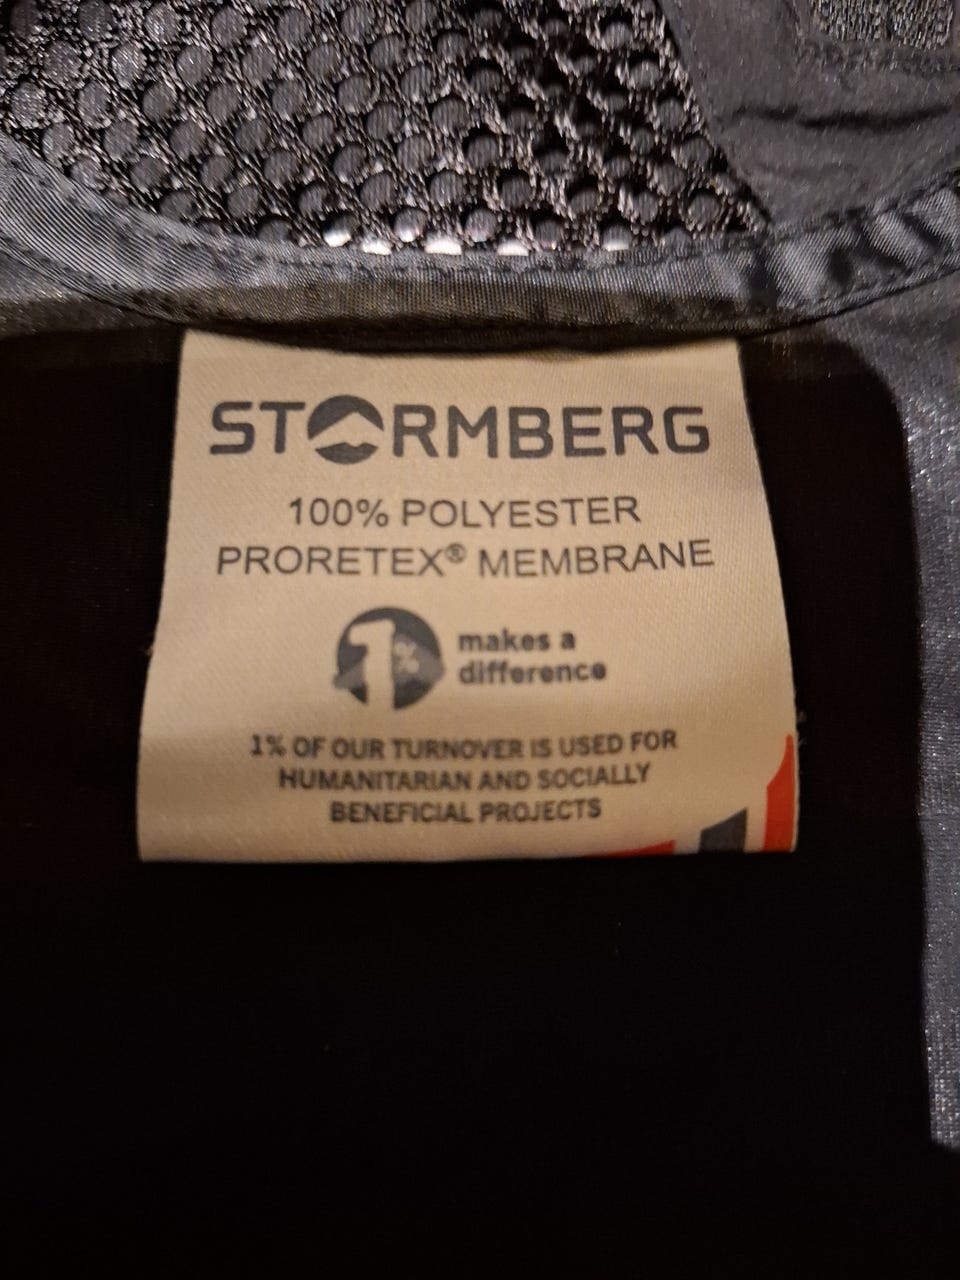 STORMBERG
100% POLYESTER
PRORETEX® MEMBRANE
1% makes a
difference
1% OF OUR TURNOVER IS USED FOR
HUMANITARIAN AND SOCIALLY
BENEFICIAL PROJECTS